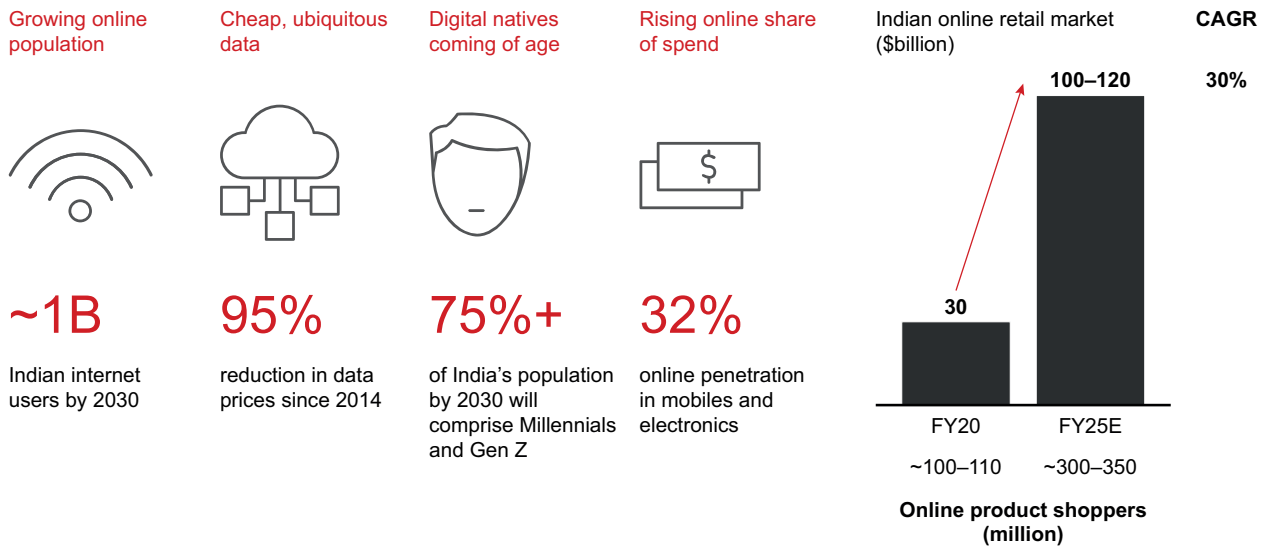 Growing online
population
~1B
Indian internet
users by 2030
Cheap, ubiquitous
data
95%
reduction in data
prices since 2014
Digital natives
coming of age
75%+
of India’s population
by 2030 will
comprise Millennials
and Gen Z
Rising online share
of spend
$
32%
online penetration
in mobiles and
electronics
Indian online retail market
($billion)
CAGR
100–120
30%
30
FY20
FY25E
~100–110
~300–350
Online product shoppers
(million)